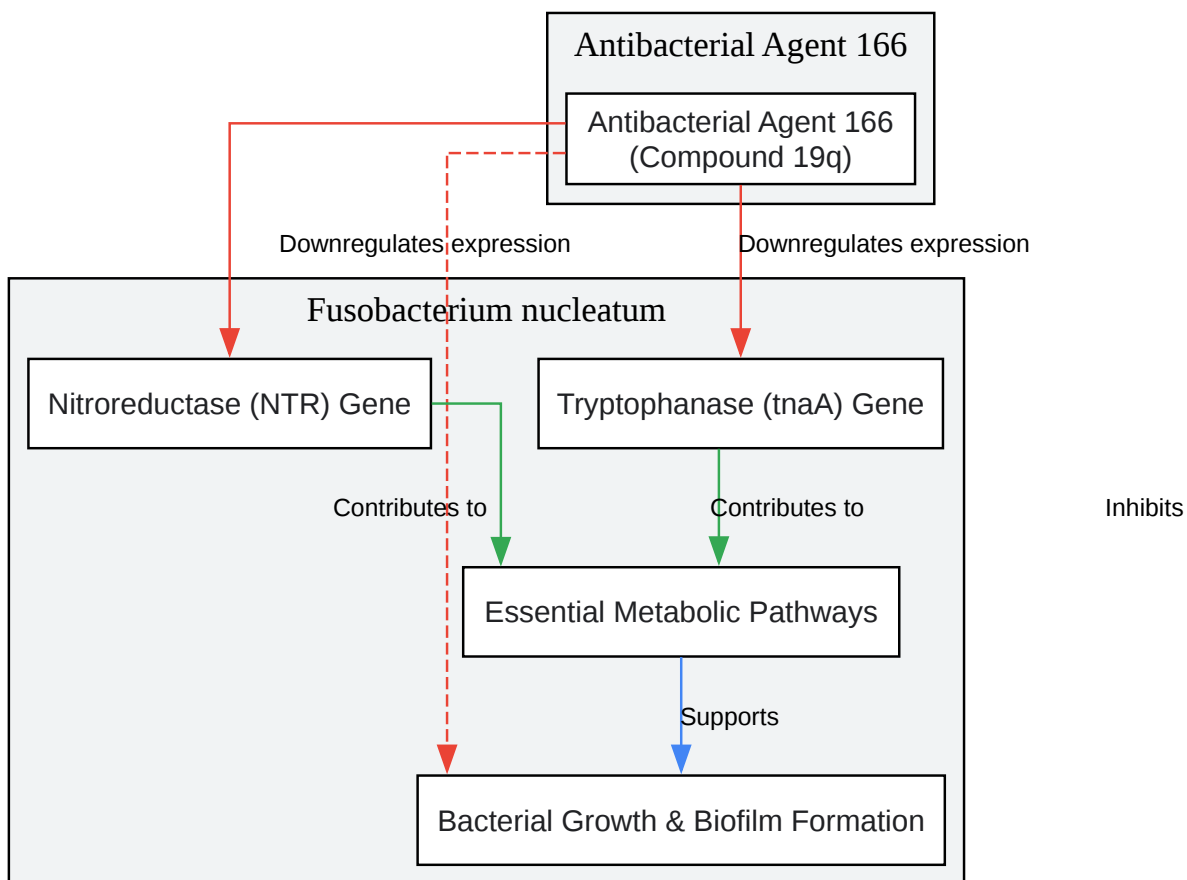 Antibacterial Agent 166
Antibacterial Agent 166
(Compound 19q)
Downregulates expression
Downregulates expression
Fusobacterium nucleatum
Nitroreductase (NTR) Gene
Tryptophanase (tnaA) Gene
Contributes to
Contributes to
Inhibits
Essential Metabolic Pathways
Supports
Bacterial Growth & Biofilm Formation